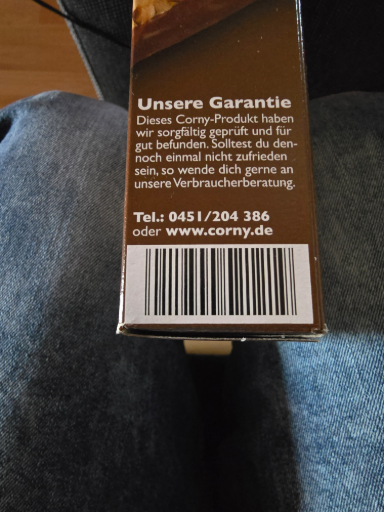 Unsere Garantie
Dieses Corny-Produkt haben
wir sorgfältig geprüft und für
gut befunden. Solltest du den-
noch einmal nicht zufrieden
sein, so wende dich gerne an
unsere Verbraucherberatung.
Tel.: 0451/204 386
oder www.corny.de